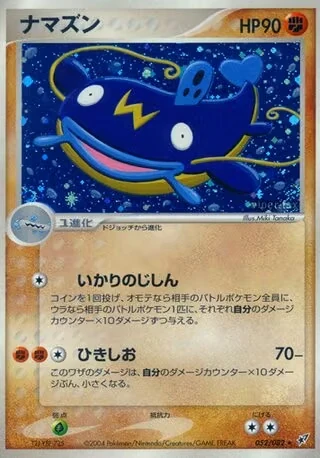 ナマズン HP90
Illus.Miki Tanaka
1進化 ドジョッチから進化
いかりのじしん
コインを1回投げ、オモテなら相手のバトルポケモン全員に、
ウラなら相手のバトルポケモン1匹に、それぞれ自分のダメージ
カウンター×10ダメージずつ与える。
ひきしお 70−
このワザのダメージは、自分のダメージカウンター×10ダメー
ジぶん、小さくなる。
弱点 抵抗力 にげる
©2004 Pokémon/Nintendo/Creatures/GAME FREAK. 052/082 ★